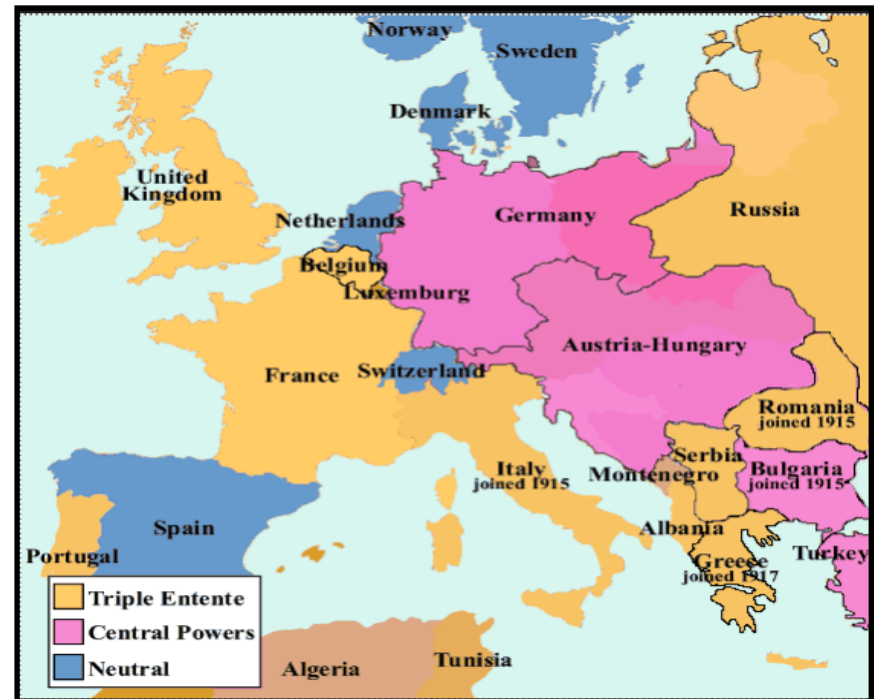 Norway
Sweden
Denmark
United
Kingdom
Netherlands
Germany
Russia
Belgium
Luxemburg
Austria-Hungary
France
Switzerland
Romania
joined 1915
Serbia
Italy
joined 1915
Montenegro
Bulgaria
joined 1915
Spain
Albania
Portugal
Greece
joined 1917
Turkey
Triple Entente
Central Powers
Neutral
Algeria
Tunisia